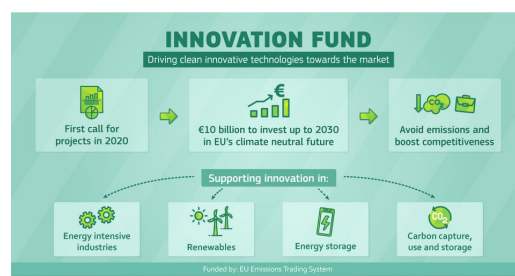 INNOVATION FUND
Driving clean innovative technologies towards the market
First call for
projects in 2020
€
€10 billion to invest up to 2030
in EU's climate neutral future
CO₂
Avoid emissions and
boost competitiveness
Supporting innovation in:
Energy intensive
industries
Renewables
Energy storage
CO₂
Carbon capture,
use and storage
Funded by: EU Emissions Trading System